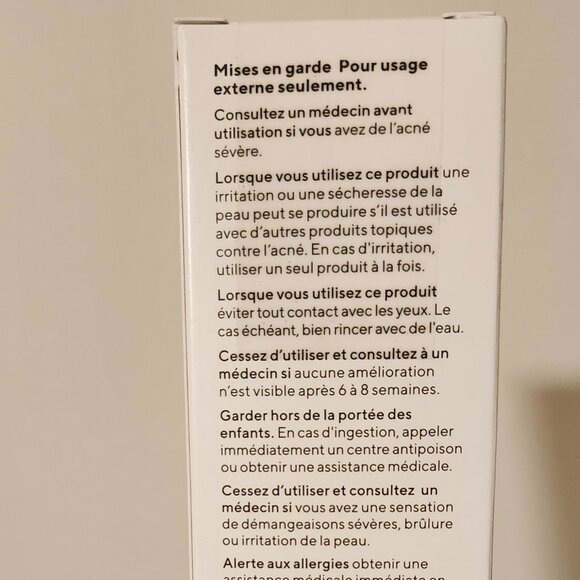 Mises en garde Pour usage
externe seulement.
Consultez un médecin avant
utilisation si vous avez de l'acné
sévère.
Lorsque vous utilisez ce produit une
irritation ou une sécheresse de la
peau peut se produire s'il est utilisé
avec d'autres produits topiques
contre l'acné. En cas d'irritation,
utiliser un seul produit à la fois.
Lorsque vous utilisez ce produit
éviter tout contact avec les yeux. Le
cas échéant, bien rincer avec de l'eau.
Cessez d'utiliser et consultez à un
médecin si aucune amélioration
n'est visible après 6 à 8 semaines.
Garder hors de la portée des
enfants. En cas d'ingestion, appeler
immédiatement un centre antipoison
ou obtenir une assistance médicale.
Cessez d'utiliser et consultez un
médecin si vous avez une sensation
de démangeaisons sévères, brûlure
ou irritation de la peau.
Alerte aux allergies obtenir une
assistance médicale immédiate en